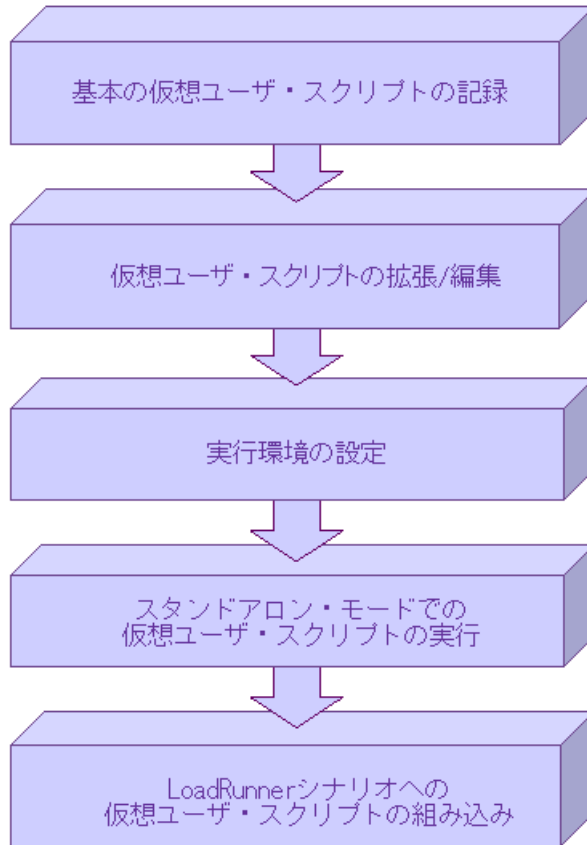 基本の仮想ユーザ・スクリプトの記録
仮想ユーザ・スクリプトの拡張/編集
実行環境の設定
スタンドアロン・モードでの
仮想ユーザ・スクリプトの実行
LoadRunnerシナリオへの
仮想ユーザ・スクリプトの組み込み